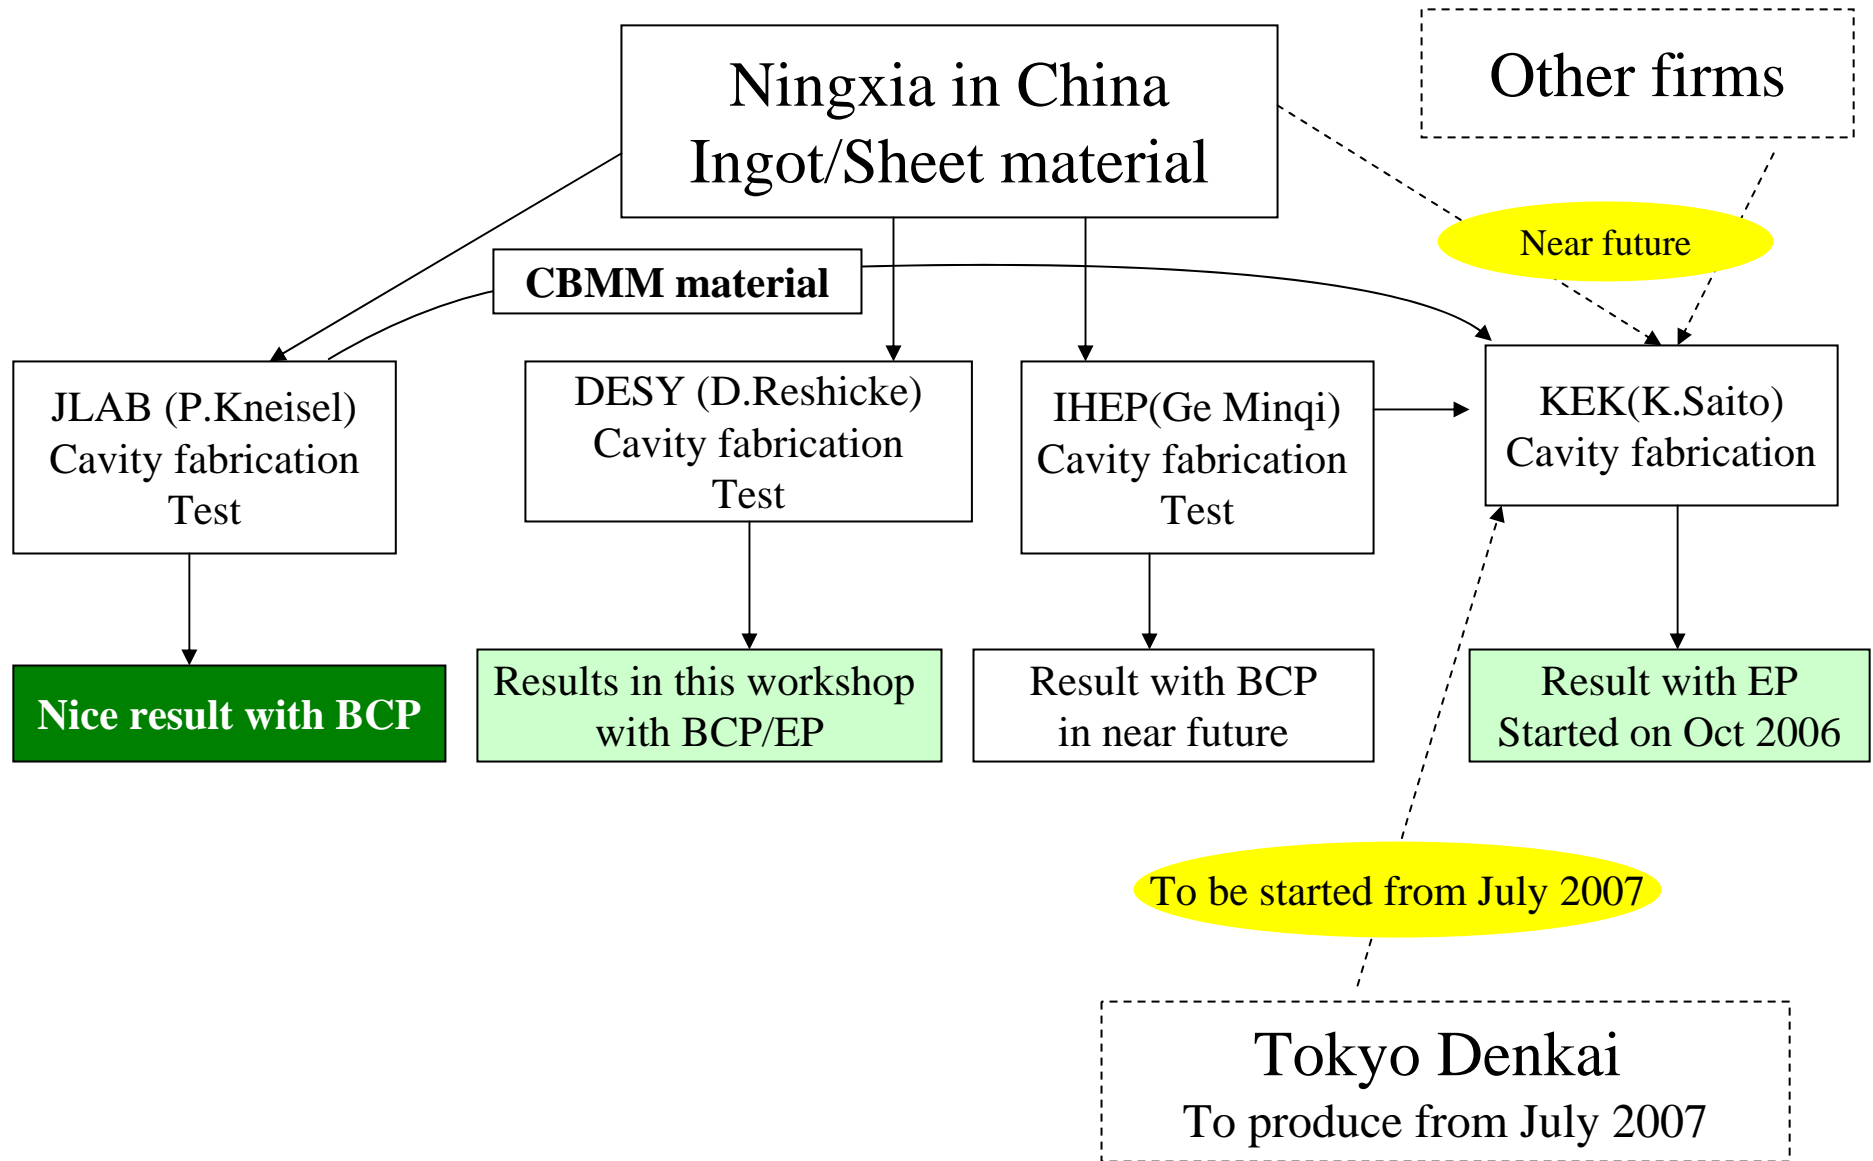 Ningxia in China
Ingot/Sheet material
Other firms
Near future
CBMM material
JLAB (P.Kneisel)
Cavity fabrication
Test
DESY (D.Reshicke)
Cavity fabrication
Test
IHEP(Ge Minqi)
Cavity fabrication
Test
KEK(K.Saito)
Cavity fabrication
Nice result with BCP
Results in this workshop
with BCP/EP
Result with BCP
in near future
Result with EP
Started on Oct 2006
To be started from July 2007
Tokyo Denkai
To produce from July 2007